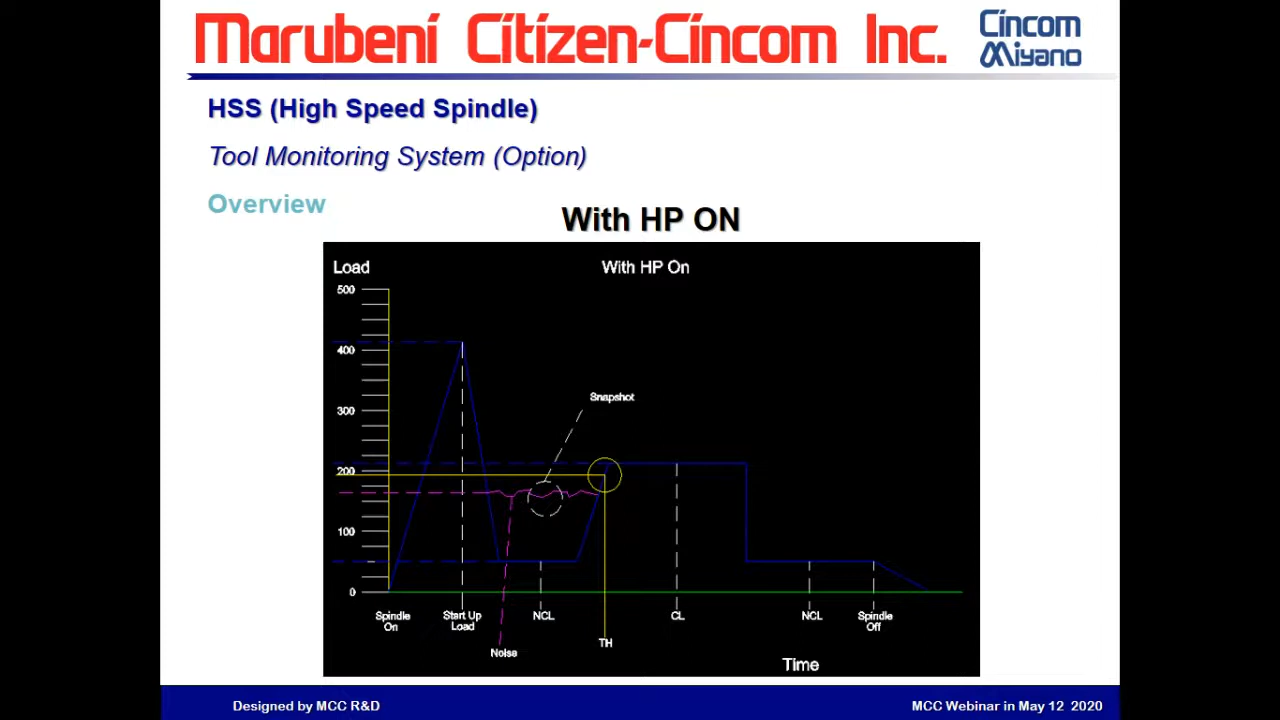 Marubeni Citizen-Cincom Inc.
Cincom
Miyano
HSS (High Speed Spindle)
Tool Monitoring System (Option)
Overview
With HP ON
Load
With HP On
500
400
300
200
100
0
Snapshot
Spindle
On
Start Up
Load
NCL
TH
CL
NCL
Spindle
Off
Noise
Time
Designed by MCC R&D
MCC Webinar in May 12 2020